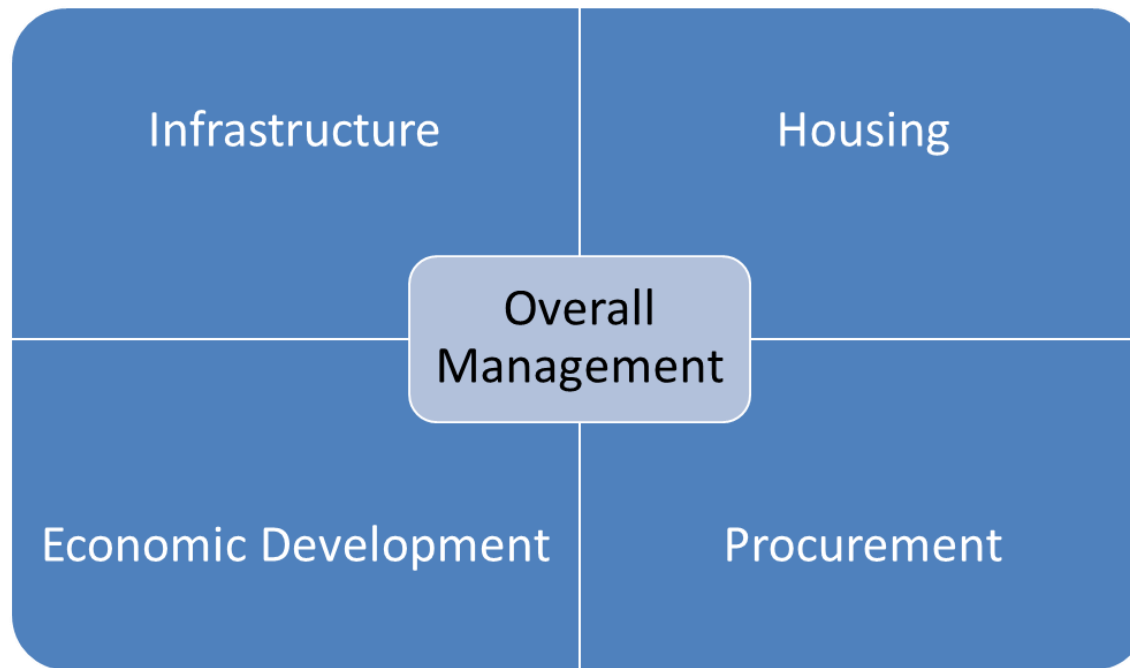 Infrastructure
Housing
Overall
Management
Economic Development
Procurement